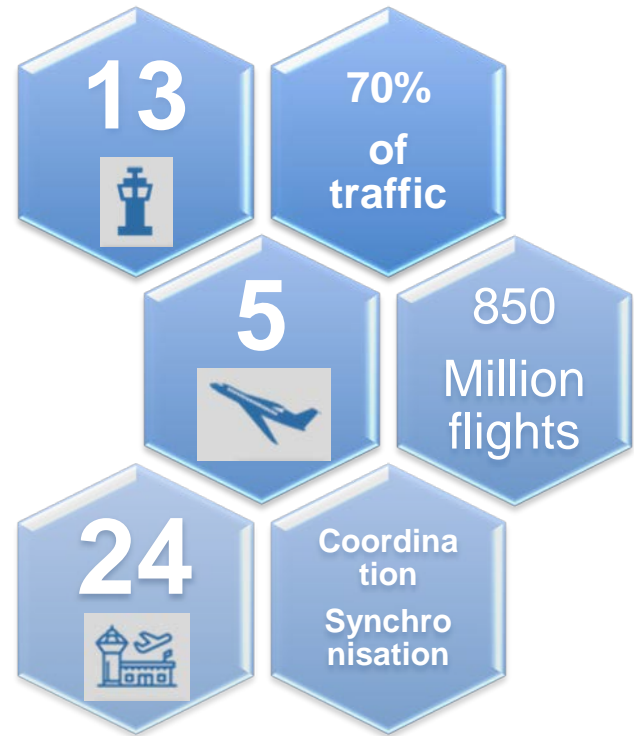 13
70%
of
traffic
5
850
Million
flights
24
Coordina
tion
Synchro
nisation